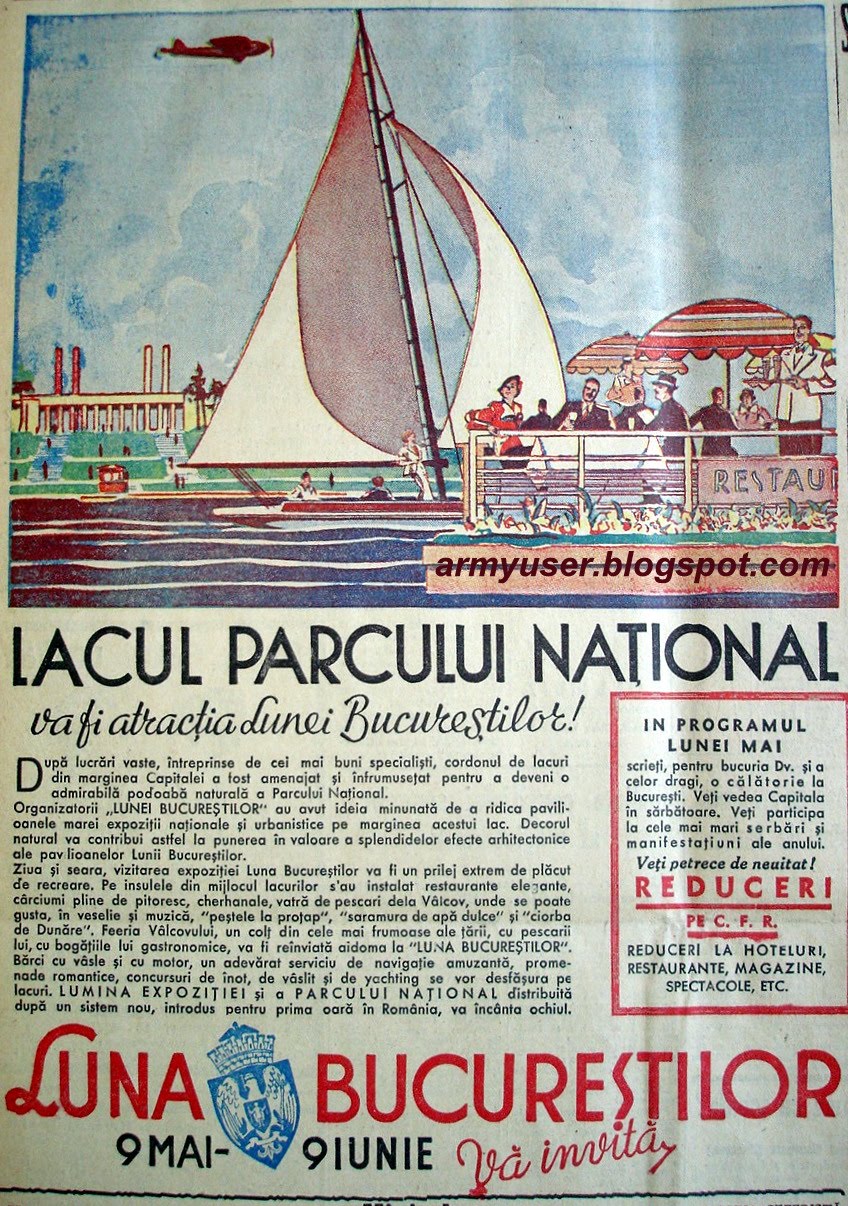 RESTAU
armyuser.blogspot.com
LACUL PARCULUI NAȚIONAL
va fi atracția Lunei Bucureștilor!
După lucrări vaste, întreprinse de cei mai buni specialiști, cordonul de lacuri
din marginea Capitalei a fost amenajat și înfrumusețat pentru a deveni o
admirabilă podoabă naturală a Parcului Național.
Organizatorii „LUNEI BUCUREȘTILOR" au avut ideia minunată de a ridica pavili-
oanele marei expoziții naționale și urbanistice pe marginea acestui lac. Decorul
natural va contribui astfel la punerea în valoare a splendidelor efecte arhitectonice
ale pav lioanelor Lunii Bucureștilor.
Ziua și seara, vizitarea expoziției Luna Bucureștilor va fi un prilej extrem de plăcut
de recreare. Pe insulele din mijlocul lacurilor s'au instalat restaurante elegante,
cârciumi pline de pitoresc, cherhanale, vatră de pescari dela Vâlcov, unde se poate
gusta, în veselie și muzică, "peștele la proțap", "saramura de apă dulce" și "ciorba
de Dunăre". Feeria Vâlcovului, un colț din cele mai frumoase ale țării, cu pescarii
lui, cu bogățiile lui gastronomice, va fi reînviată aidoma la "LUNA BUCUREȘTILOR".
Bărci cu vâsle și cu motor, un adevărat serviciu de navigație amuzantă, prome-
nade romantice, concursuri de înot, de vâslit și de yachting se vor desfășura pe
lacuri. LUMINA EXPOZIȚIEI și a PARCULUI NAȚIONAL distribuită
după un sistem nou, introdus pentru prima oară în România, va încânta ochiul.
IN PROGRAMUL
LUNEI MAI
scrieți, pentru bucuria Dv. și a
celor dragi, o călătorie la
București. Veți vedea Capitala
în sărbătoare. Veți participa
la cele mai mari serbări și
manifestațiuni ale anului.
Veți petrece de neuitat!
REDUCERI
PE C. F. R.
REDUCERI LA HOTELURI,
RESTAURANTE, MAGAZINE,
SPECTACOLE, ETC.
LUNA BUCUREȘTILOR
9 MAI - 9 IUNIE Vă invită